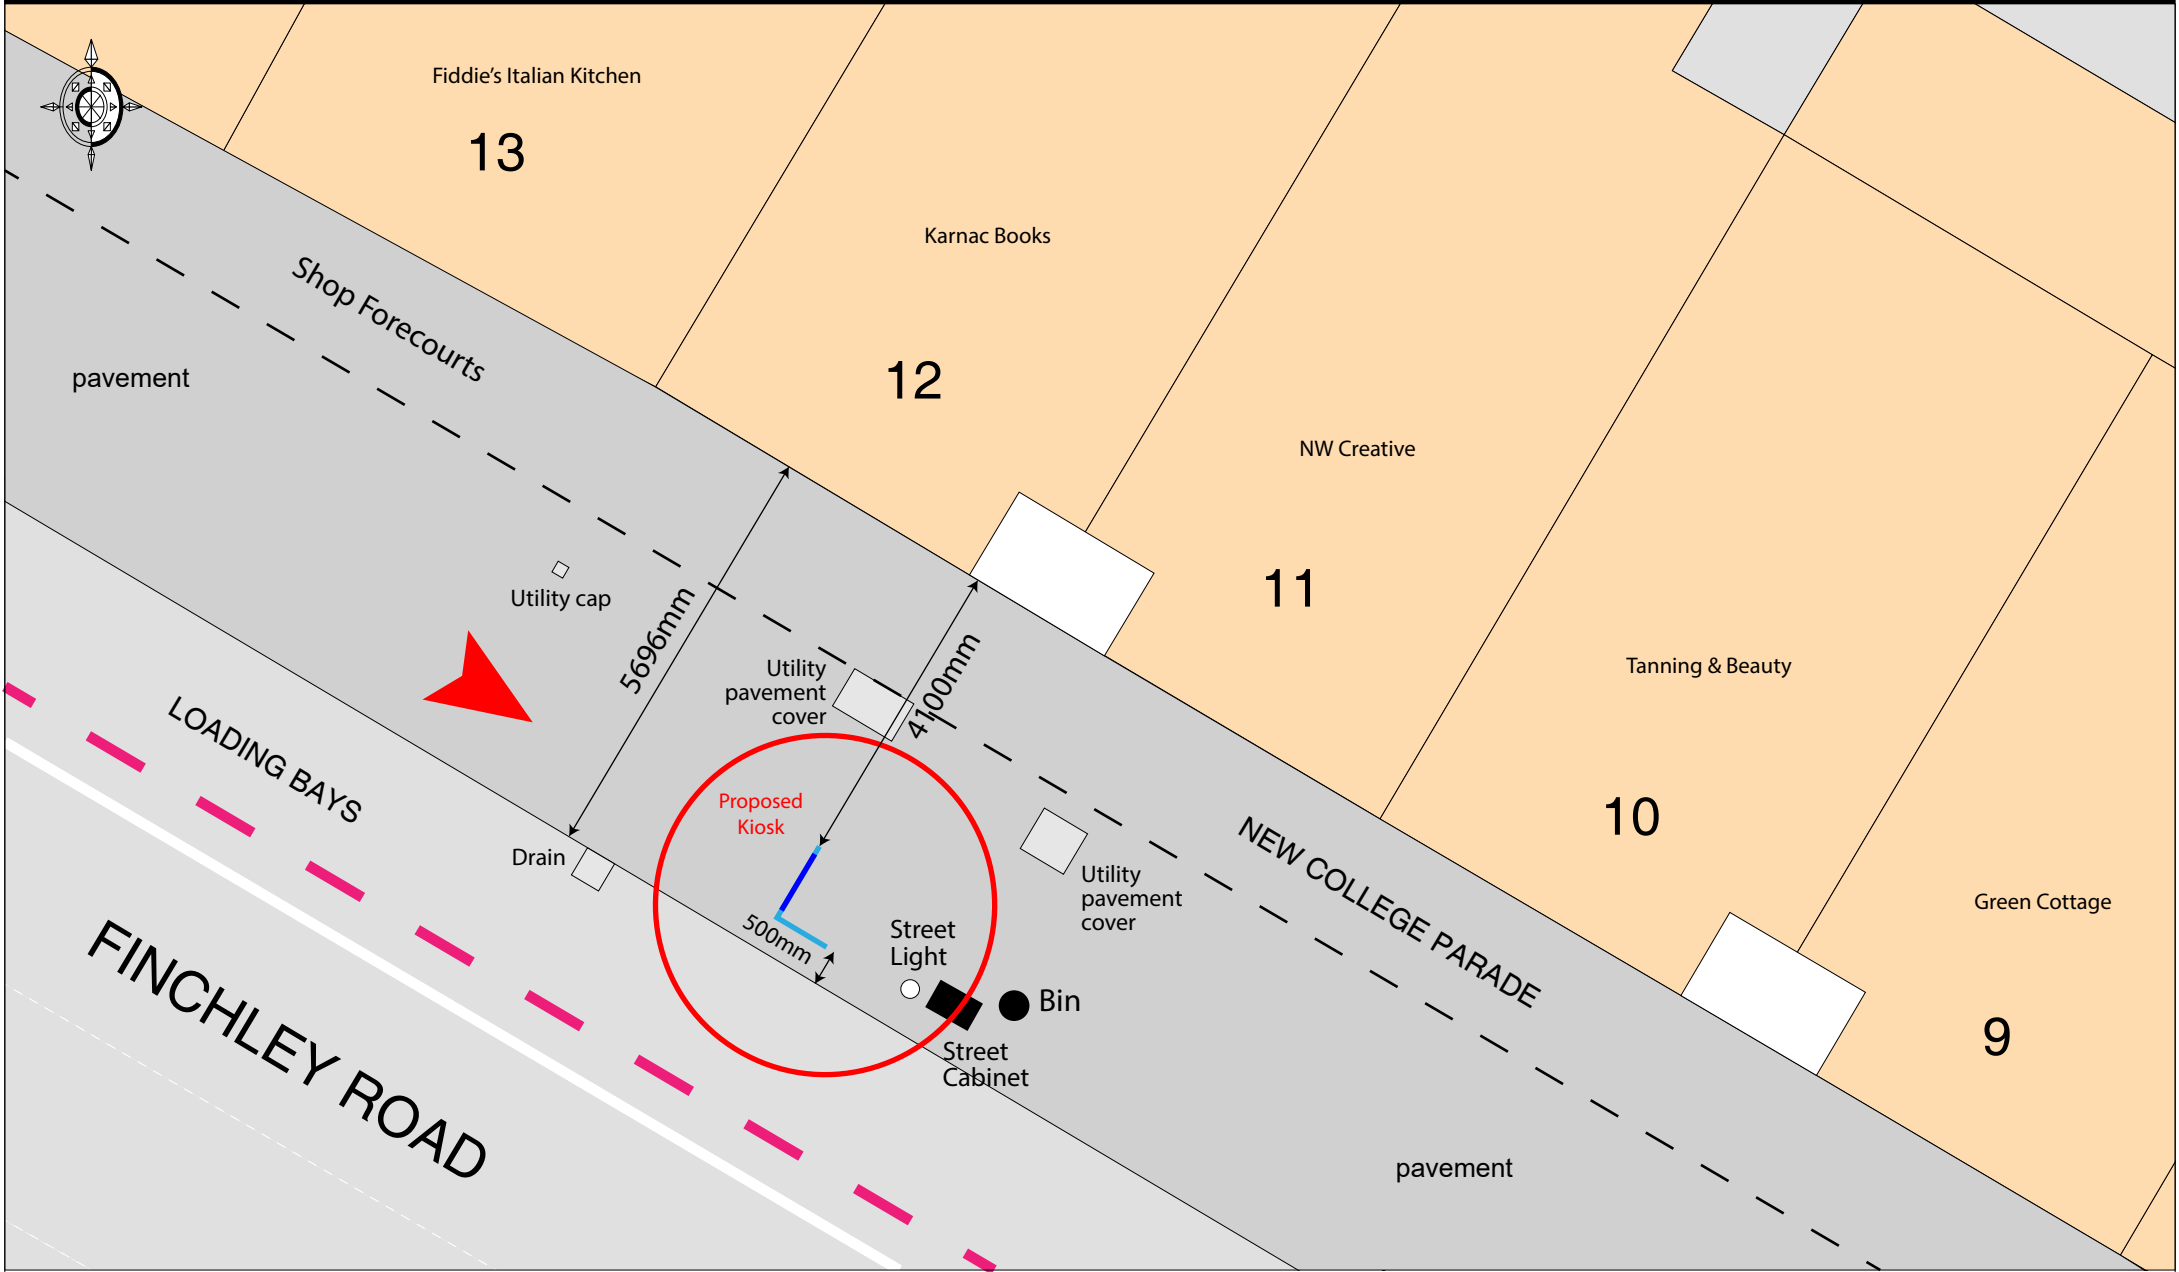 Fiddie's Italian Kitchen
13
Karnac Books
12
Shop Forecourts
pavement
NW Creative
11
Utility cap
5696mm
4100mm
Utility
pavement
cover
Tanning & Beauty
10
LOADING BAYS
Proposed
Kiosk
Drain
NEW COLLEGE PARADE
Utility
pavement
cover
Green Cottage
9
500mm
Street
Light
Bin
Street
Cabinet
FINCHLEY ROAD
pavement